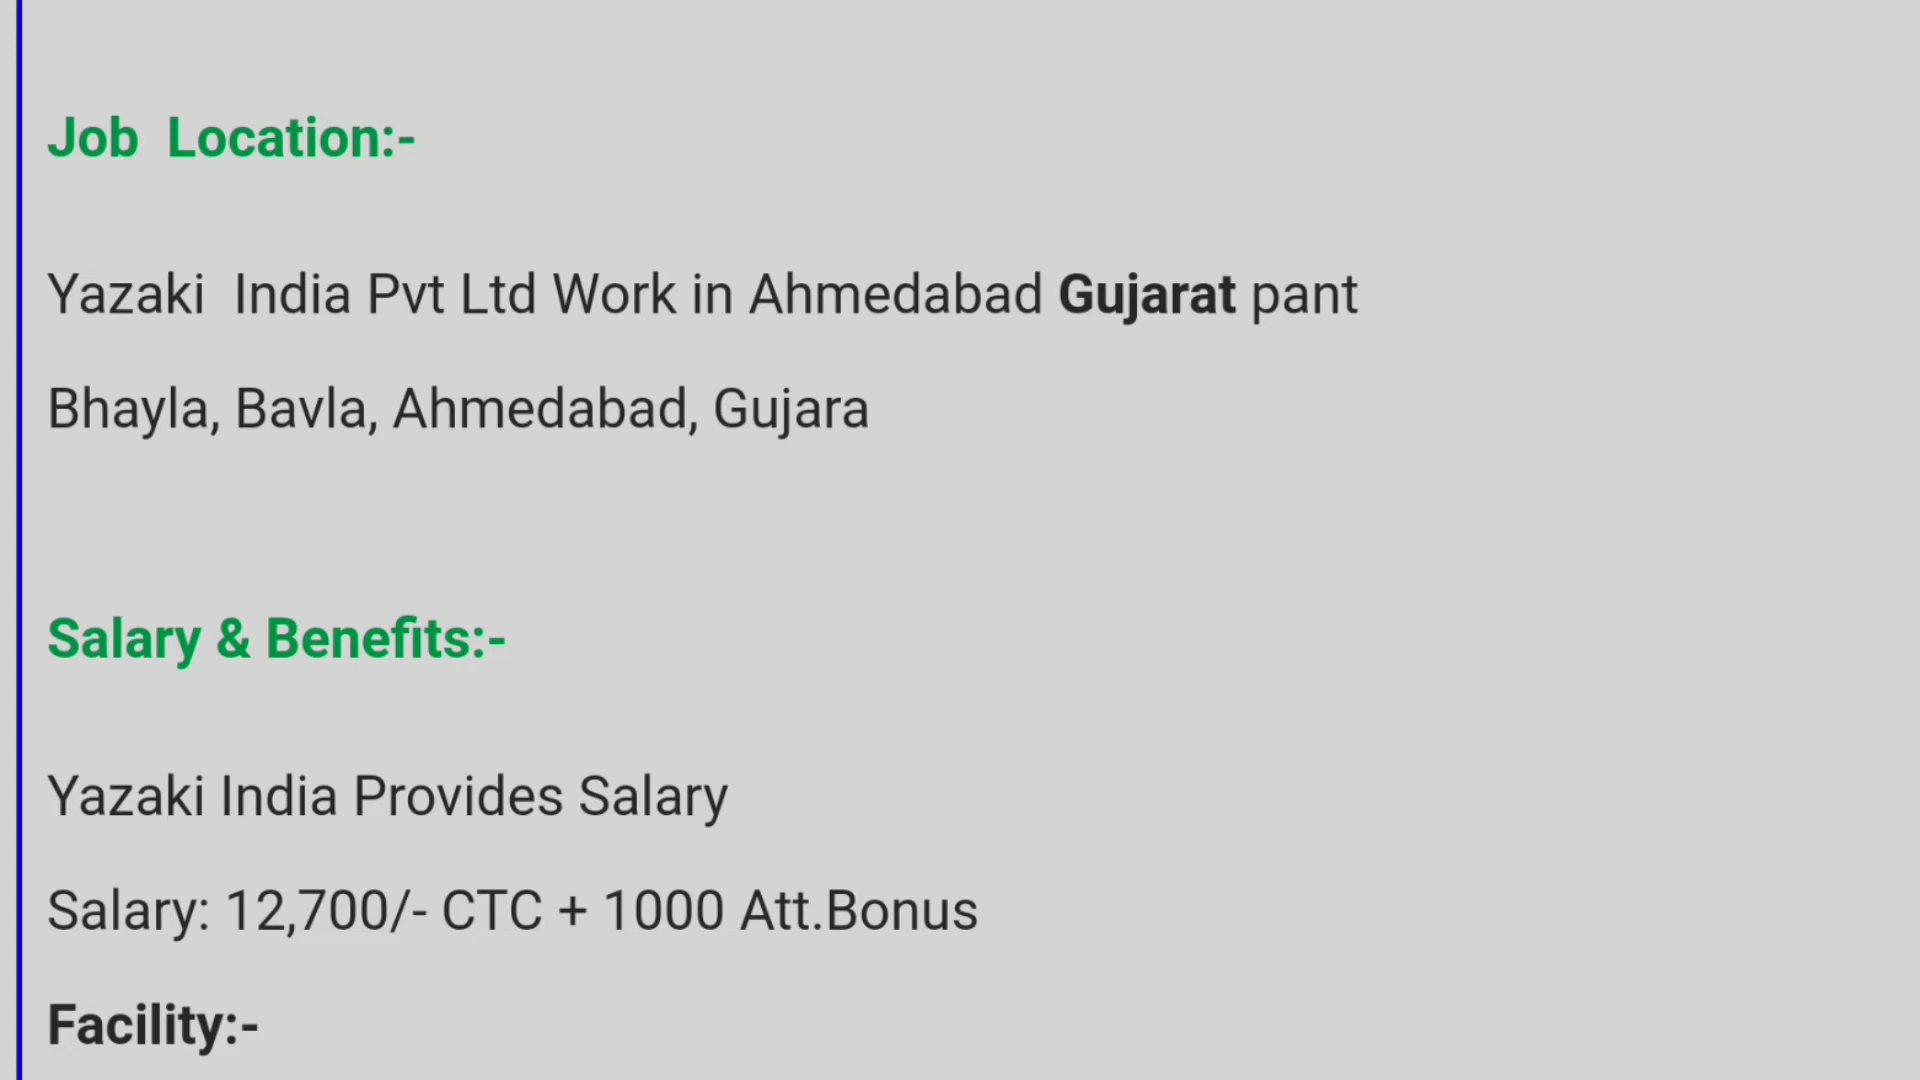 Job  Location:-
Yazaki  India Pvt Ltd Work in Ahmedabad Gujarat pant
Bhayla, Bavla, Ahmedabad, Gujara
Salary & Benefits:-
Yazaki India Provides Salary
Salary: 12,700/- CTC + 1000 Att.Bonus
Facility:-